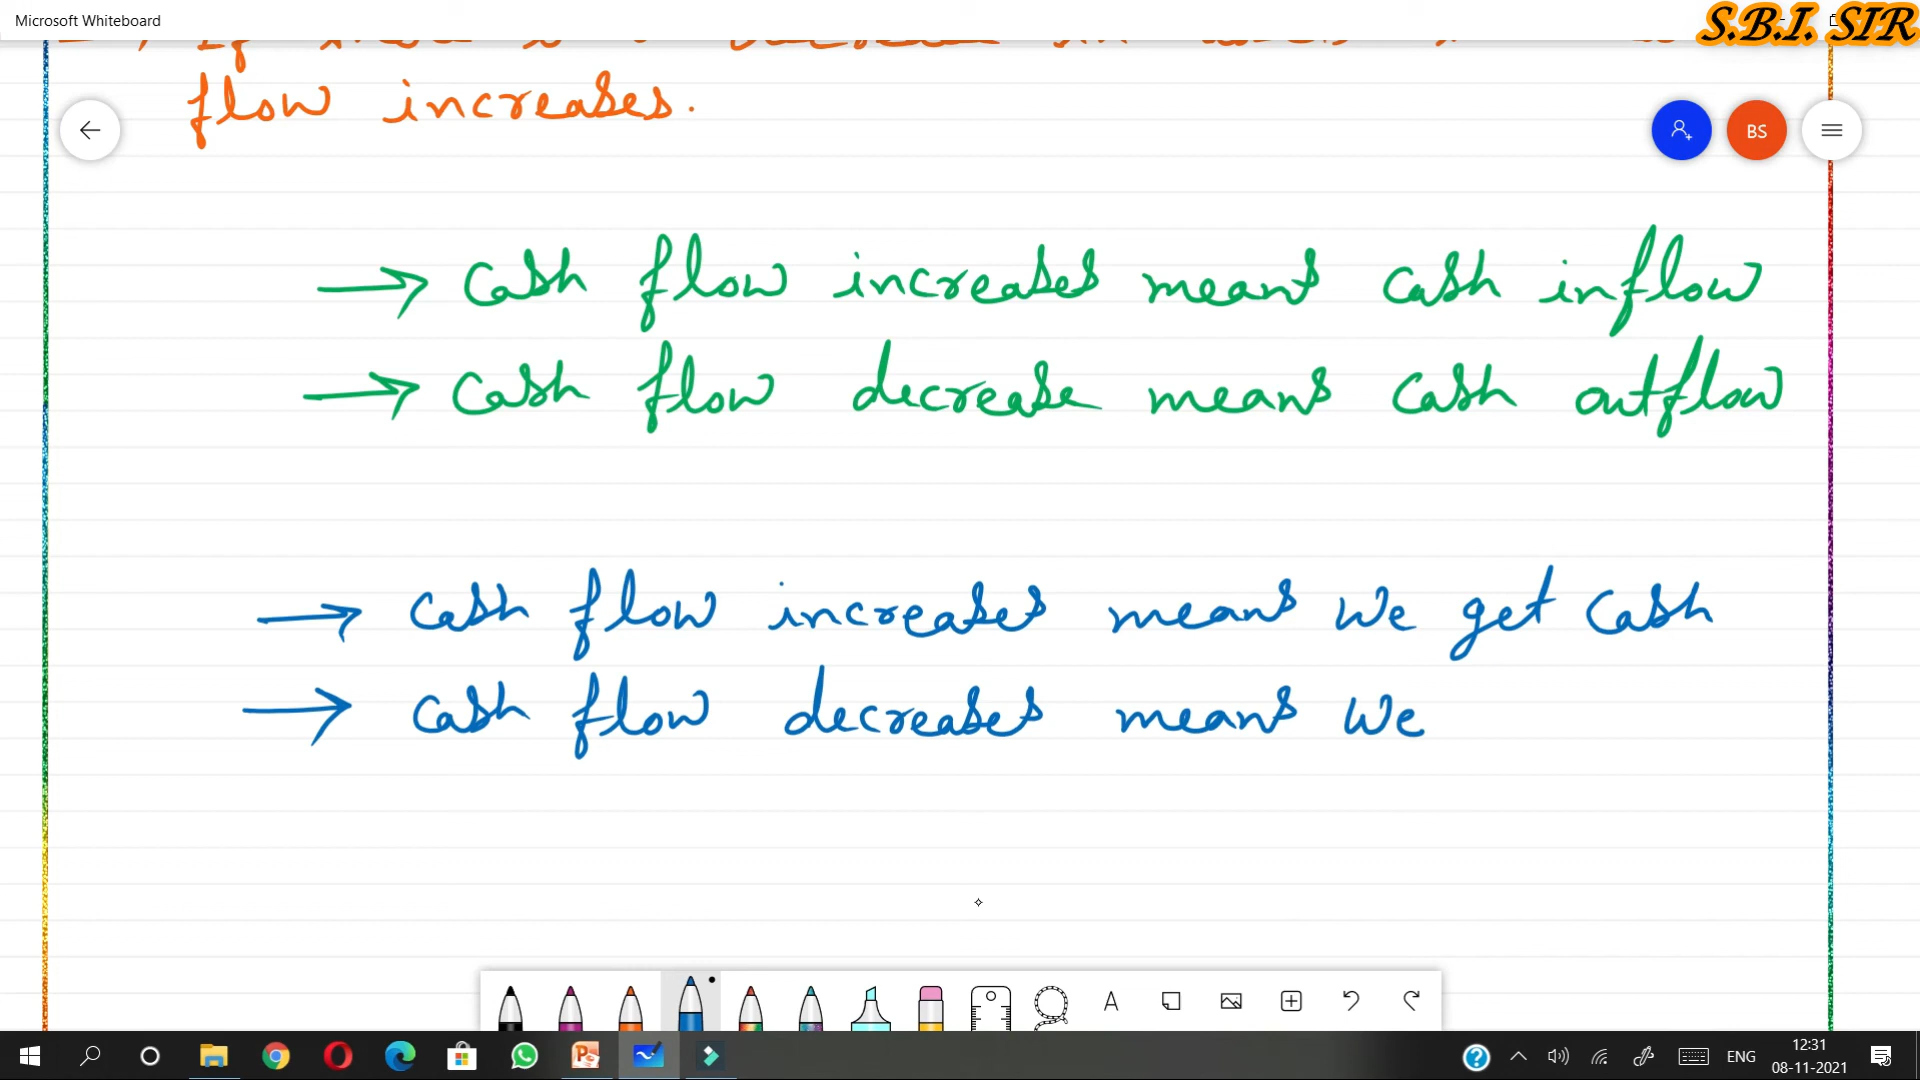 Microsoft Whiteboard
S.B.I. SIR
flow increases.
BS
→ Cash flow increases means cash inflow
→ Cash flow decrease means cash outflow
→ Cash flow increases means we get cash
→ Cash flow decreases means we
A
ENG
12:31
08-11-2021